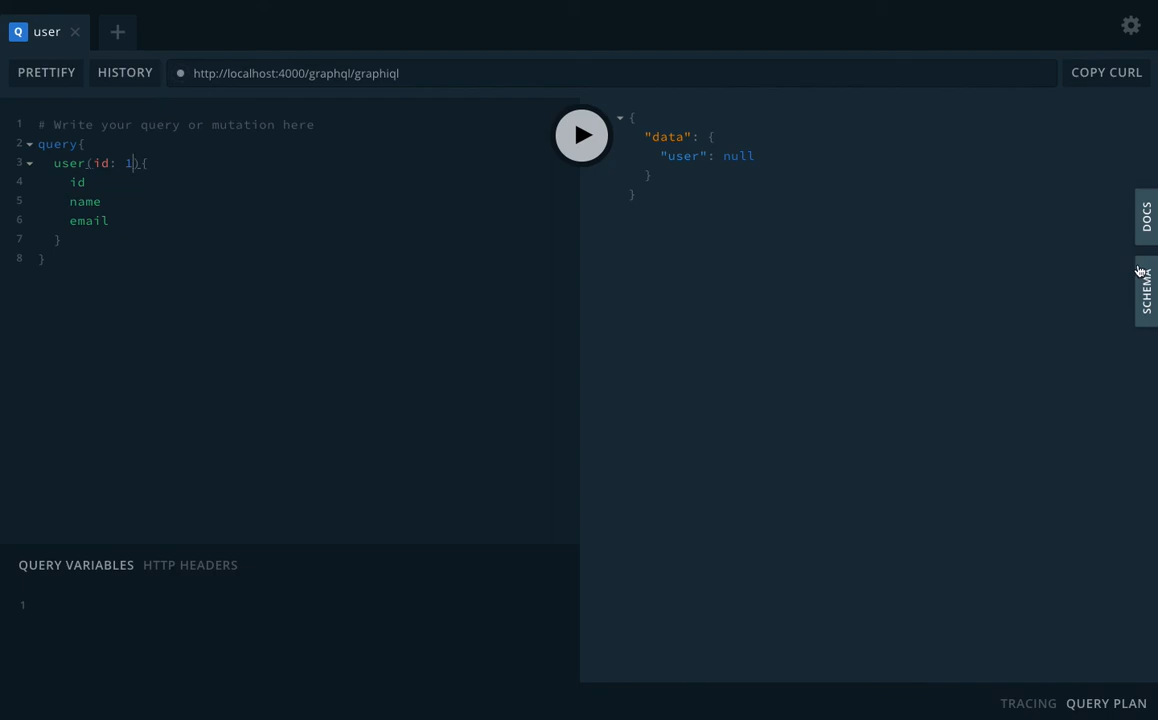 Q user
PRETTIFY HISTORY http://localhost:4000/graphql/graphiql COPY CURL
1 # Write your query or mutation here
2 query{
3 user(id: 1){
4 id
5 name
6 email
7 }
8 }
{
"data": {
"user": null
}
}
DOCS
SCHEMA
QUERY VARIABLES HTTP HEADERS
1
TRACING QUERY PLAN